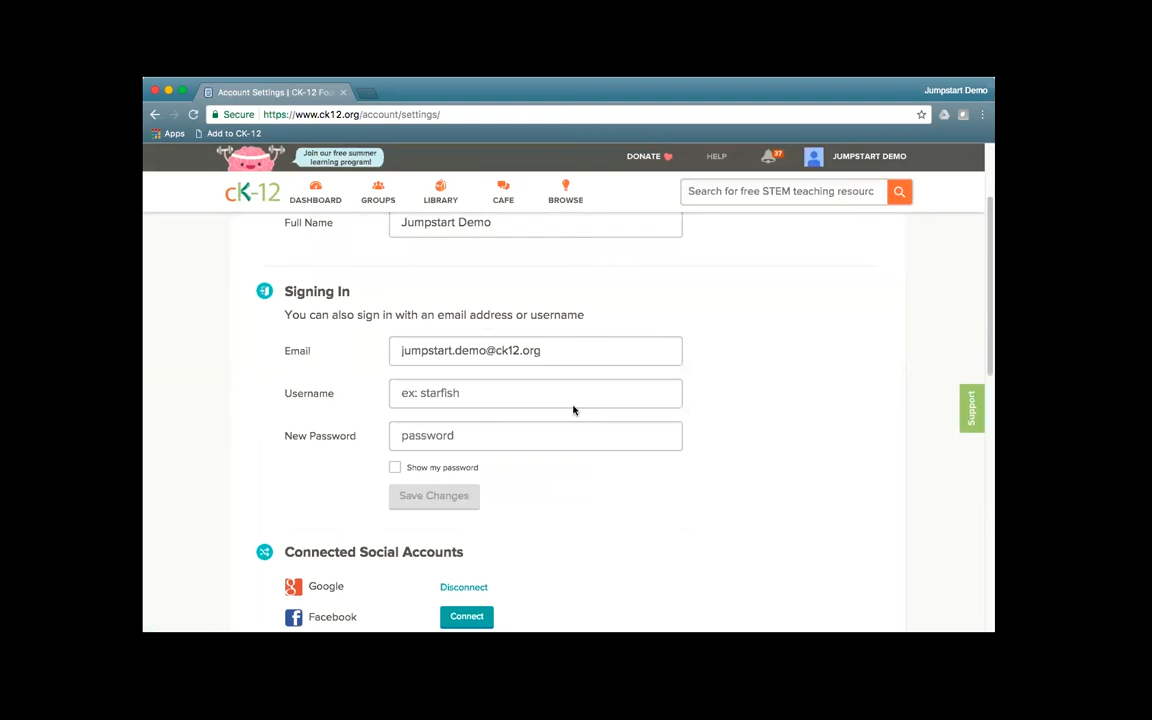 Account Settings | CK-12 Fou
Jumpstart Demo
Secure
https://www.ck12.org/account/settings/
Apps
Add to CK-12
Join our free summer
learning program!
DONATE
HELP
37
JUMPSTART DEMO
cK-12
DASHBOARD
GROUPS
LIBRARY
CAFE
BROWSE
Search for free STEM teaching resourc
Full Name
Jumpstart Demo
Signing In
You can also sign in with an email address or username
Email
jumpstart.demo@ck12.org
Username
ex: starfish
New Password
password
Show my password
Save Changes
Connected Social Accounts
Google
Disconnect
Facebook
Connect
Support